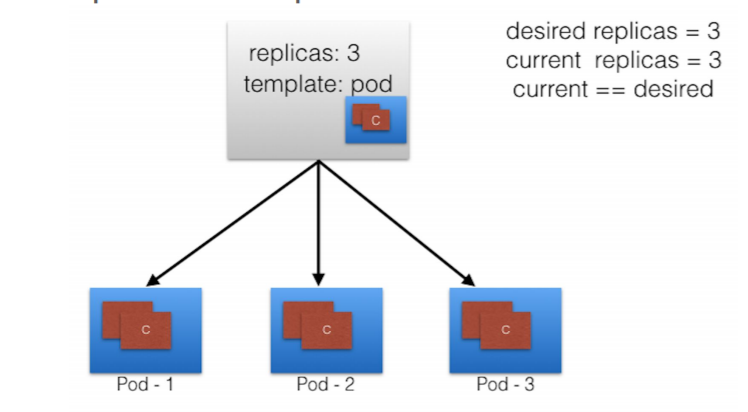 replicas: 3
template: pod
C
desired replicas = 3
current replicas = 3
current == desired
C
C
C
Pod - 1
Pod - 2
Pod - 3